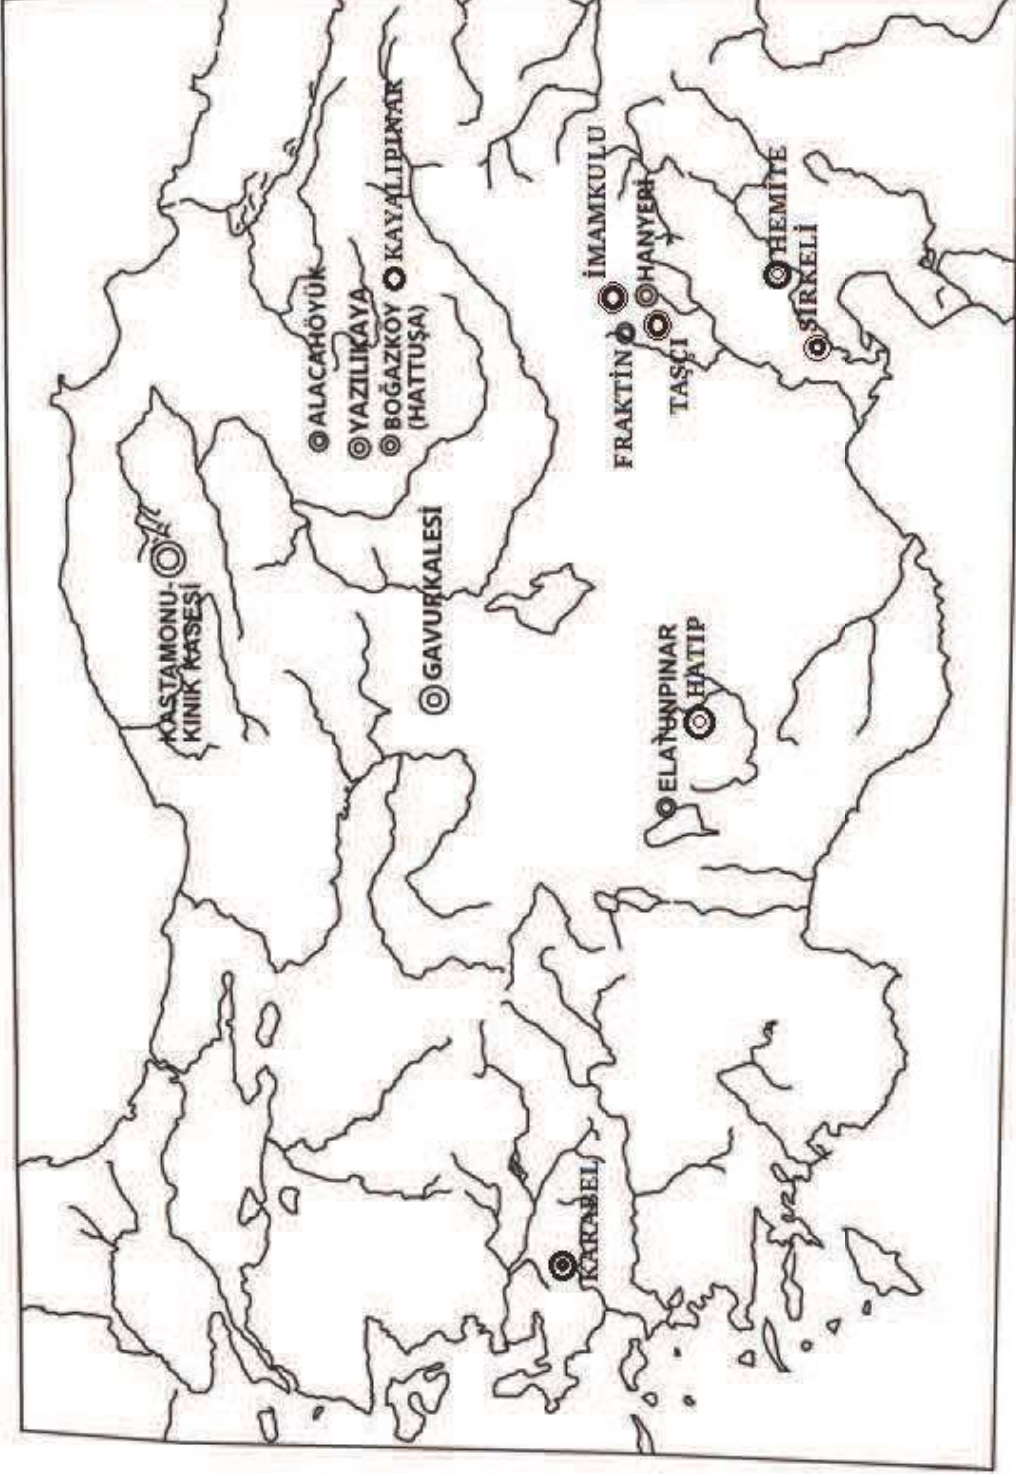 KASTAMONU-
KINIK KASESİ
ALACAHÖYÜK
YAZILIKAYA
BOĞAZKÖY
(HATTUŞA)
KAYALIPINAR
GAVURKALESİ
KARABEL
FRAKTİN
İMAMKULU
HANYERİ
TAŞÇI
ELATUNPINAR
HATIP
HEMİTE
SİRKELİ